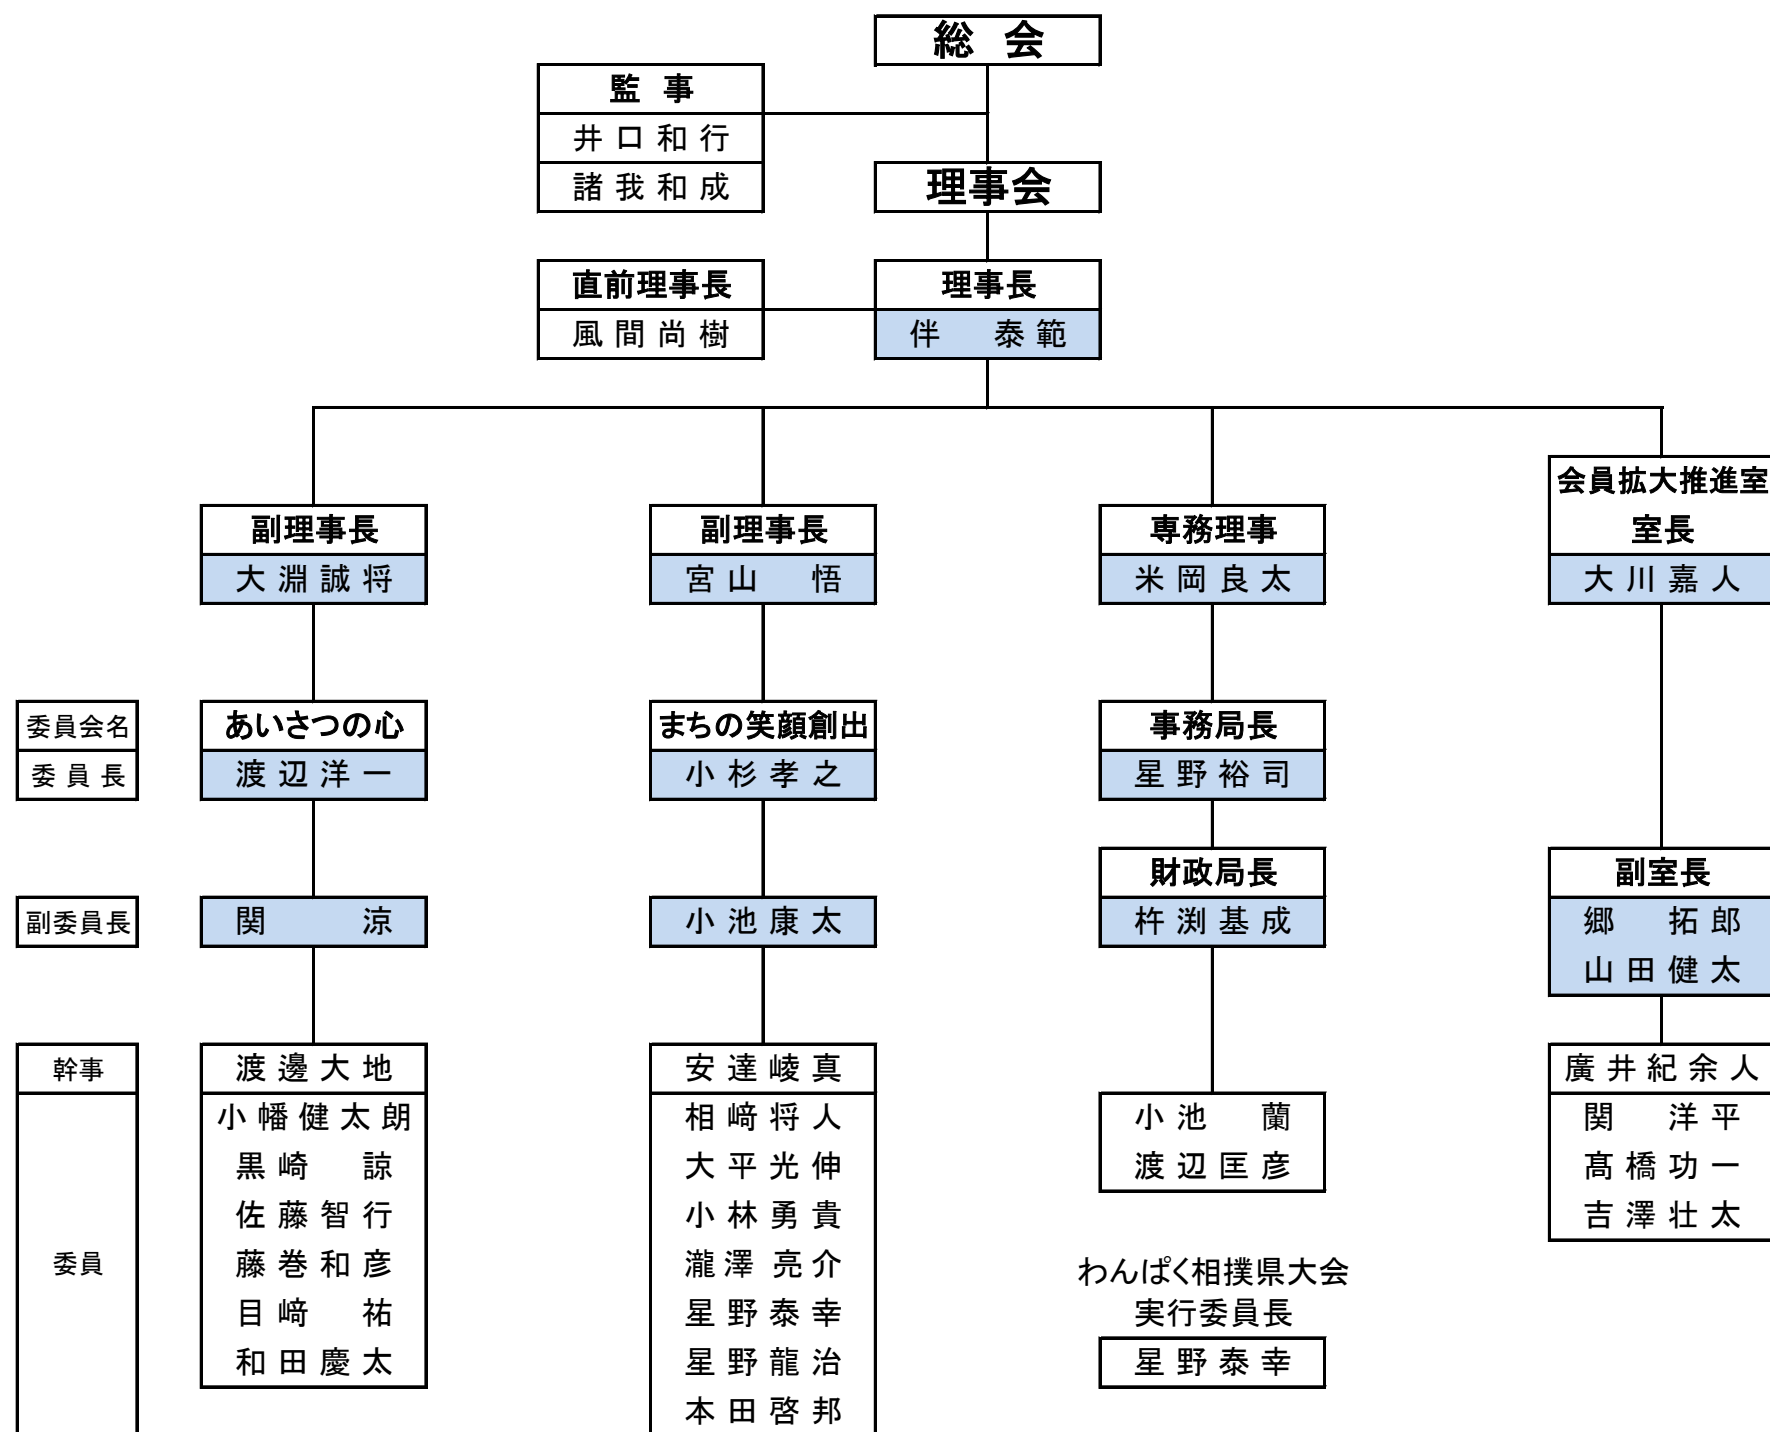 総会
監事
井口和行
諸我和成
理事会
直前理事長
風間尚樹
理事長
伴 泰範
副理事長
大淵誠将
副理事長
宮山 悟
専務理事
米岡良太
会員拡大推進室
室長
大川嘉人
委員会名
委員長
あいさつの心
渡辺洋一
まちの笑顔創出
小杉孝之
事務局長
星野裕司
財政局長
杵渕基成
副室長
郷 拓郎
山田健太
副委員長
関 涼
小池康太
幹事
委員
渡邊大地
小幡健太朗
黒崎 諒
佐藤智行
藤巻和彦
目﨑 祐
和田慶太
安達崚真
相﨑将人
大平光伸
小林勇貴
瀧澤亮介
星野泰幸
星野龍治
本田啓邦
小池 蘭
渡辺匡彦
わんぱく相撲県大会
実行委員長
星野泰幸
廣井紀余人
関 洋平
髙橋功一
吉澤壮太